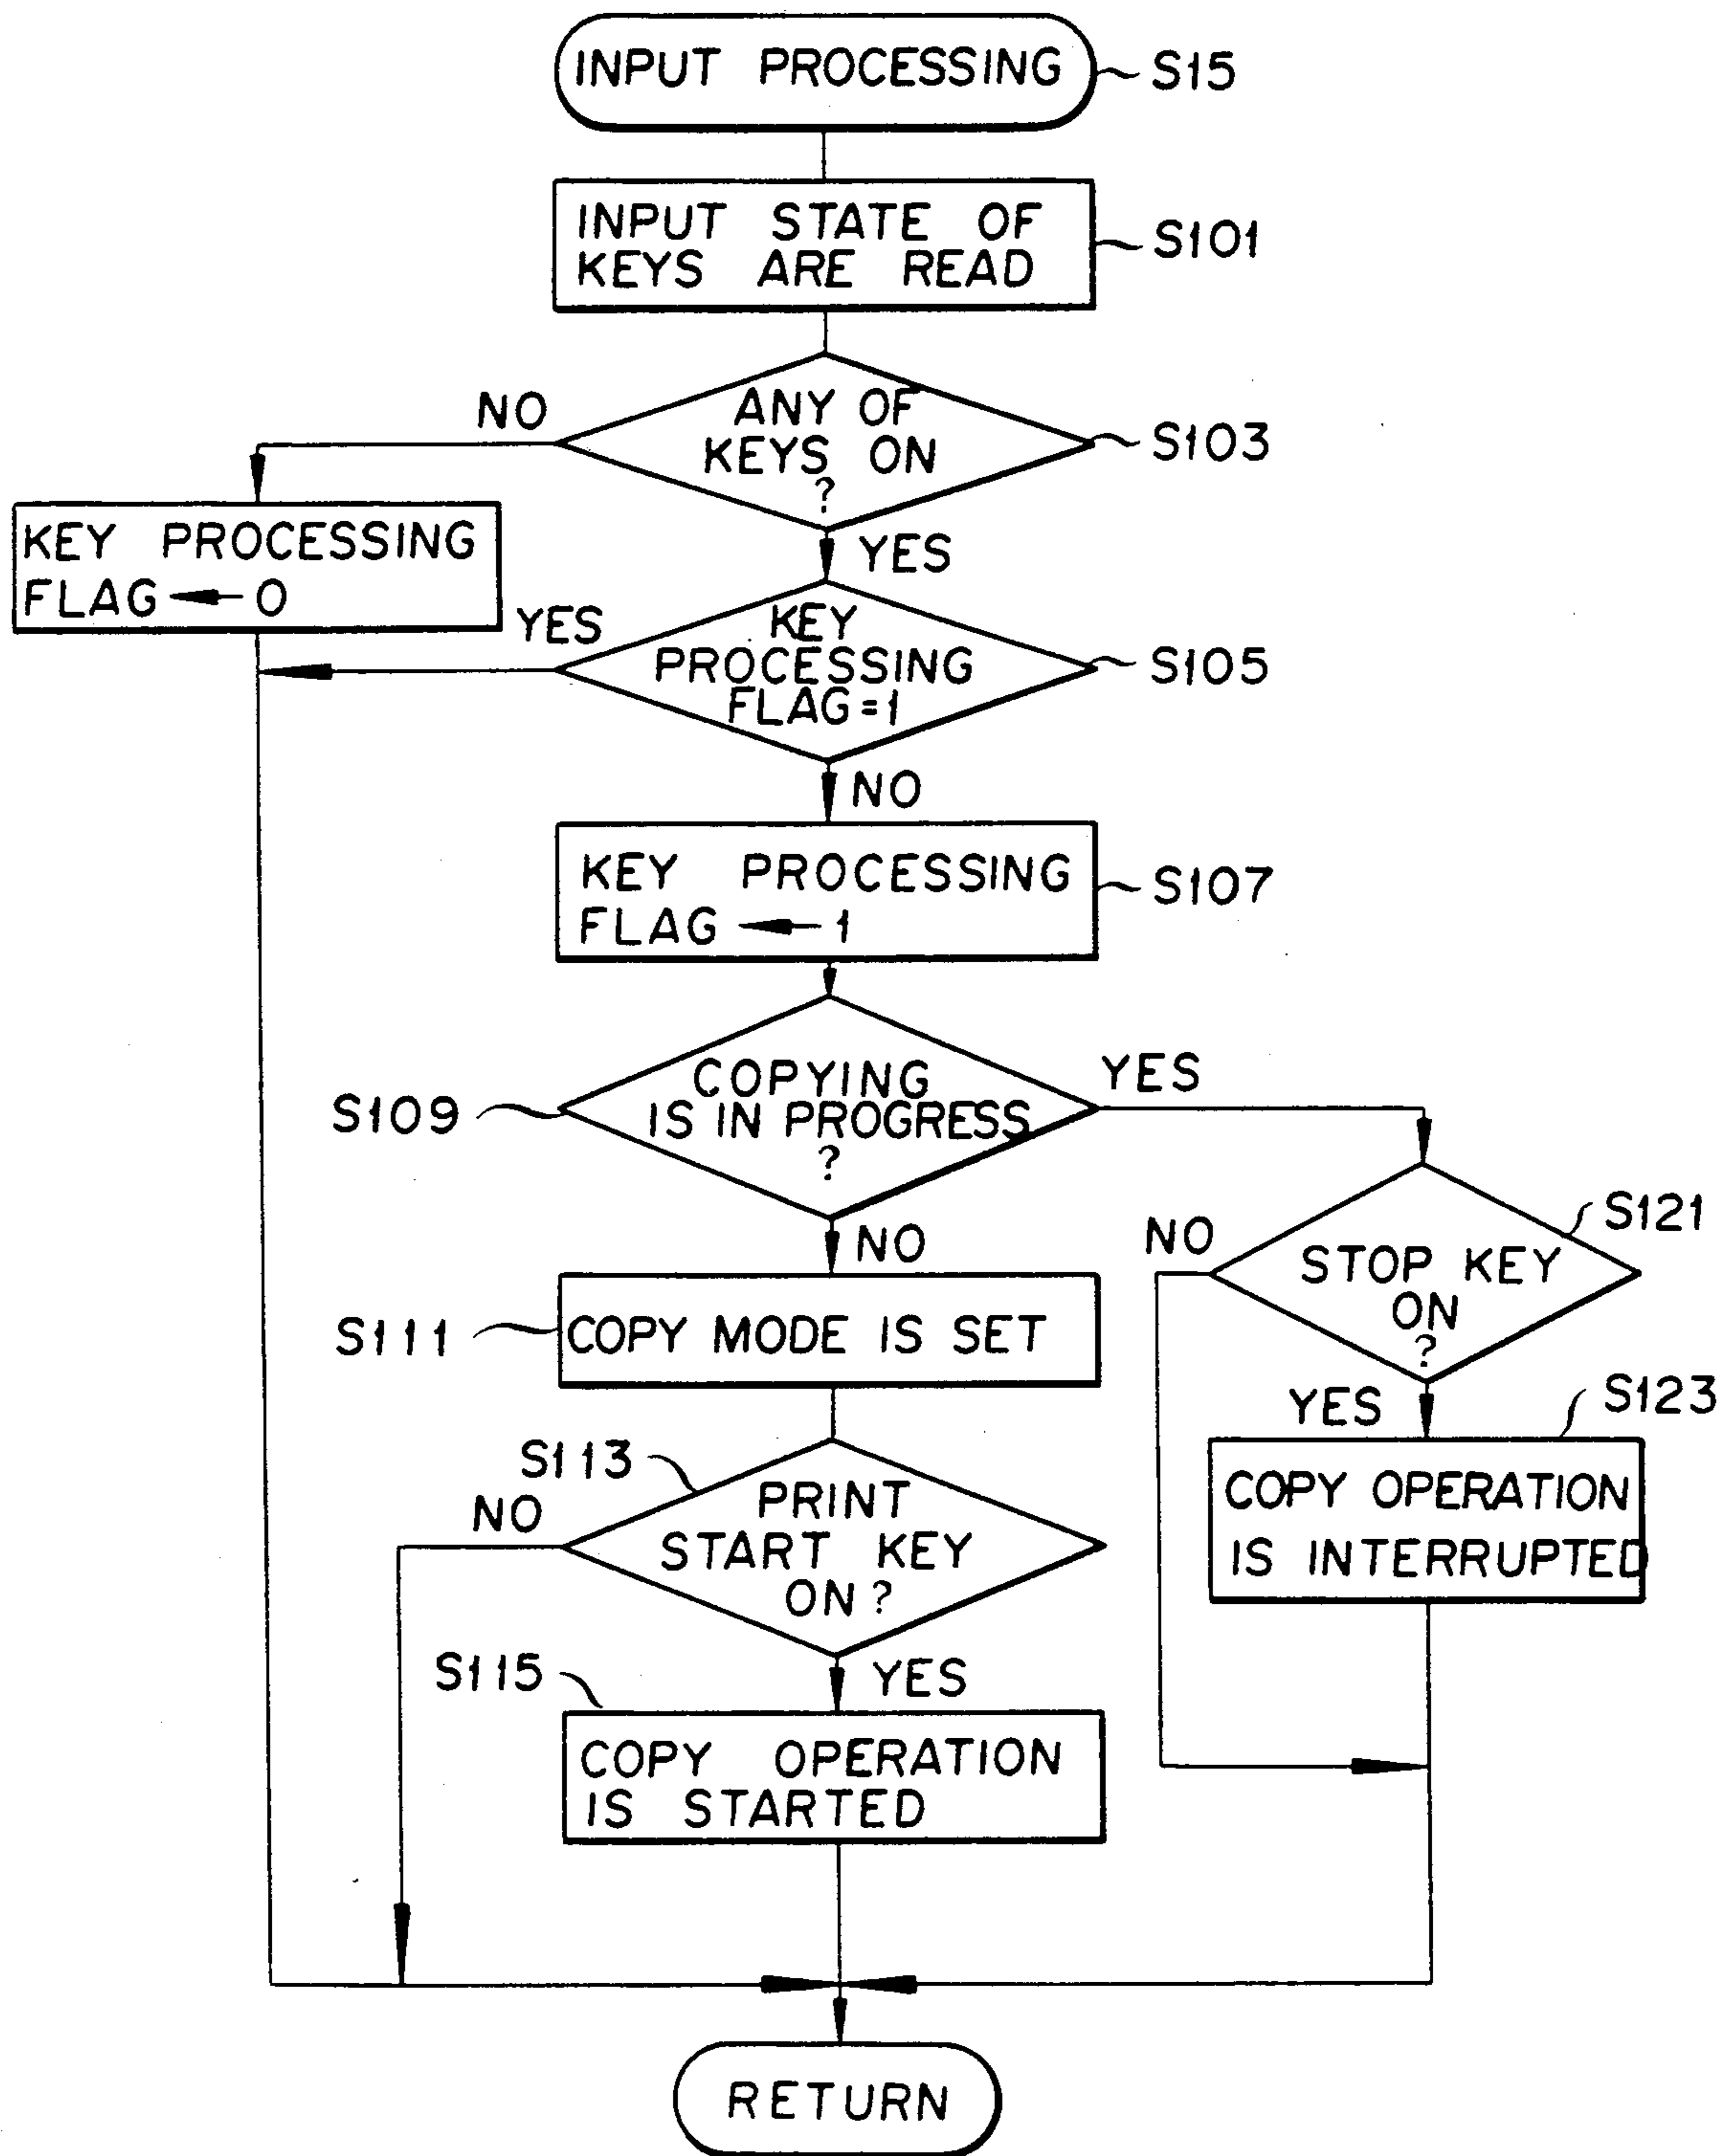 INPUT PROCESSING
S15
INPUT STATE OF
KEYS ARE READ
S101
NO
ANY OF
KEYS ON
?
S103
KEY PROCESSING
FLAG ← 0
YES
YES
KEY
PROCESSING
FLAG=1
S105
NO
KEY PROCESSING
FLAG ← 1
S107
S109
COPYING
IS IN PROGRESS
?
YES
NO
S121
NO
STOP KEY
ON
?
S111
COPY MODE IS SET
YES
S123
S113
NO
PRINT
START KEY
ON?
COPY OPERATION
IS INTERRUPTED
S115
YES
COPY OPERATION
IS STARTED
RETURN